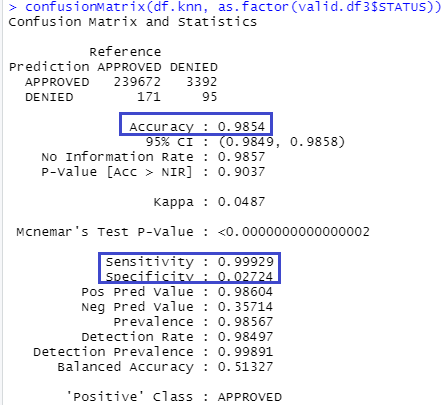 > confusionMatrix(df.knn, as.factor(valid.df3$STATUS))
Confusion Matrix and Statistics
Reference
Prediction APPROVED DENIED
APPROVED 239672 3392
DENIED 171 95
Accuracy : 0.9854
95% CI : (0.9849, 0.9858)
No Information Rate : 0.9857
P-Value [Acc > NIR] : 0.9037
Kappa : 0.0487
Mcnemar's Test P-Value : <0.0000000000000002
Sensitivity : 0.99929
Specificity : 0.02724
Pos Pred Value : 0.98604
Neg Pred Value : 0.35714
Prevalence : 0.98567
Detection Rate : 0.98497
Detection Prevalence : 0.99891
Balanced Accuracy : 0.51327
'Positive' Class : APPROVED